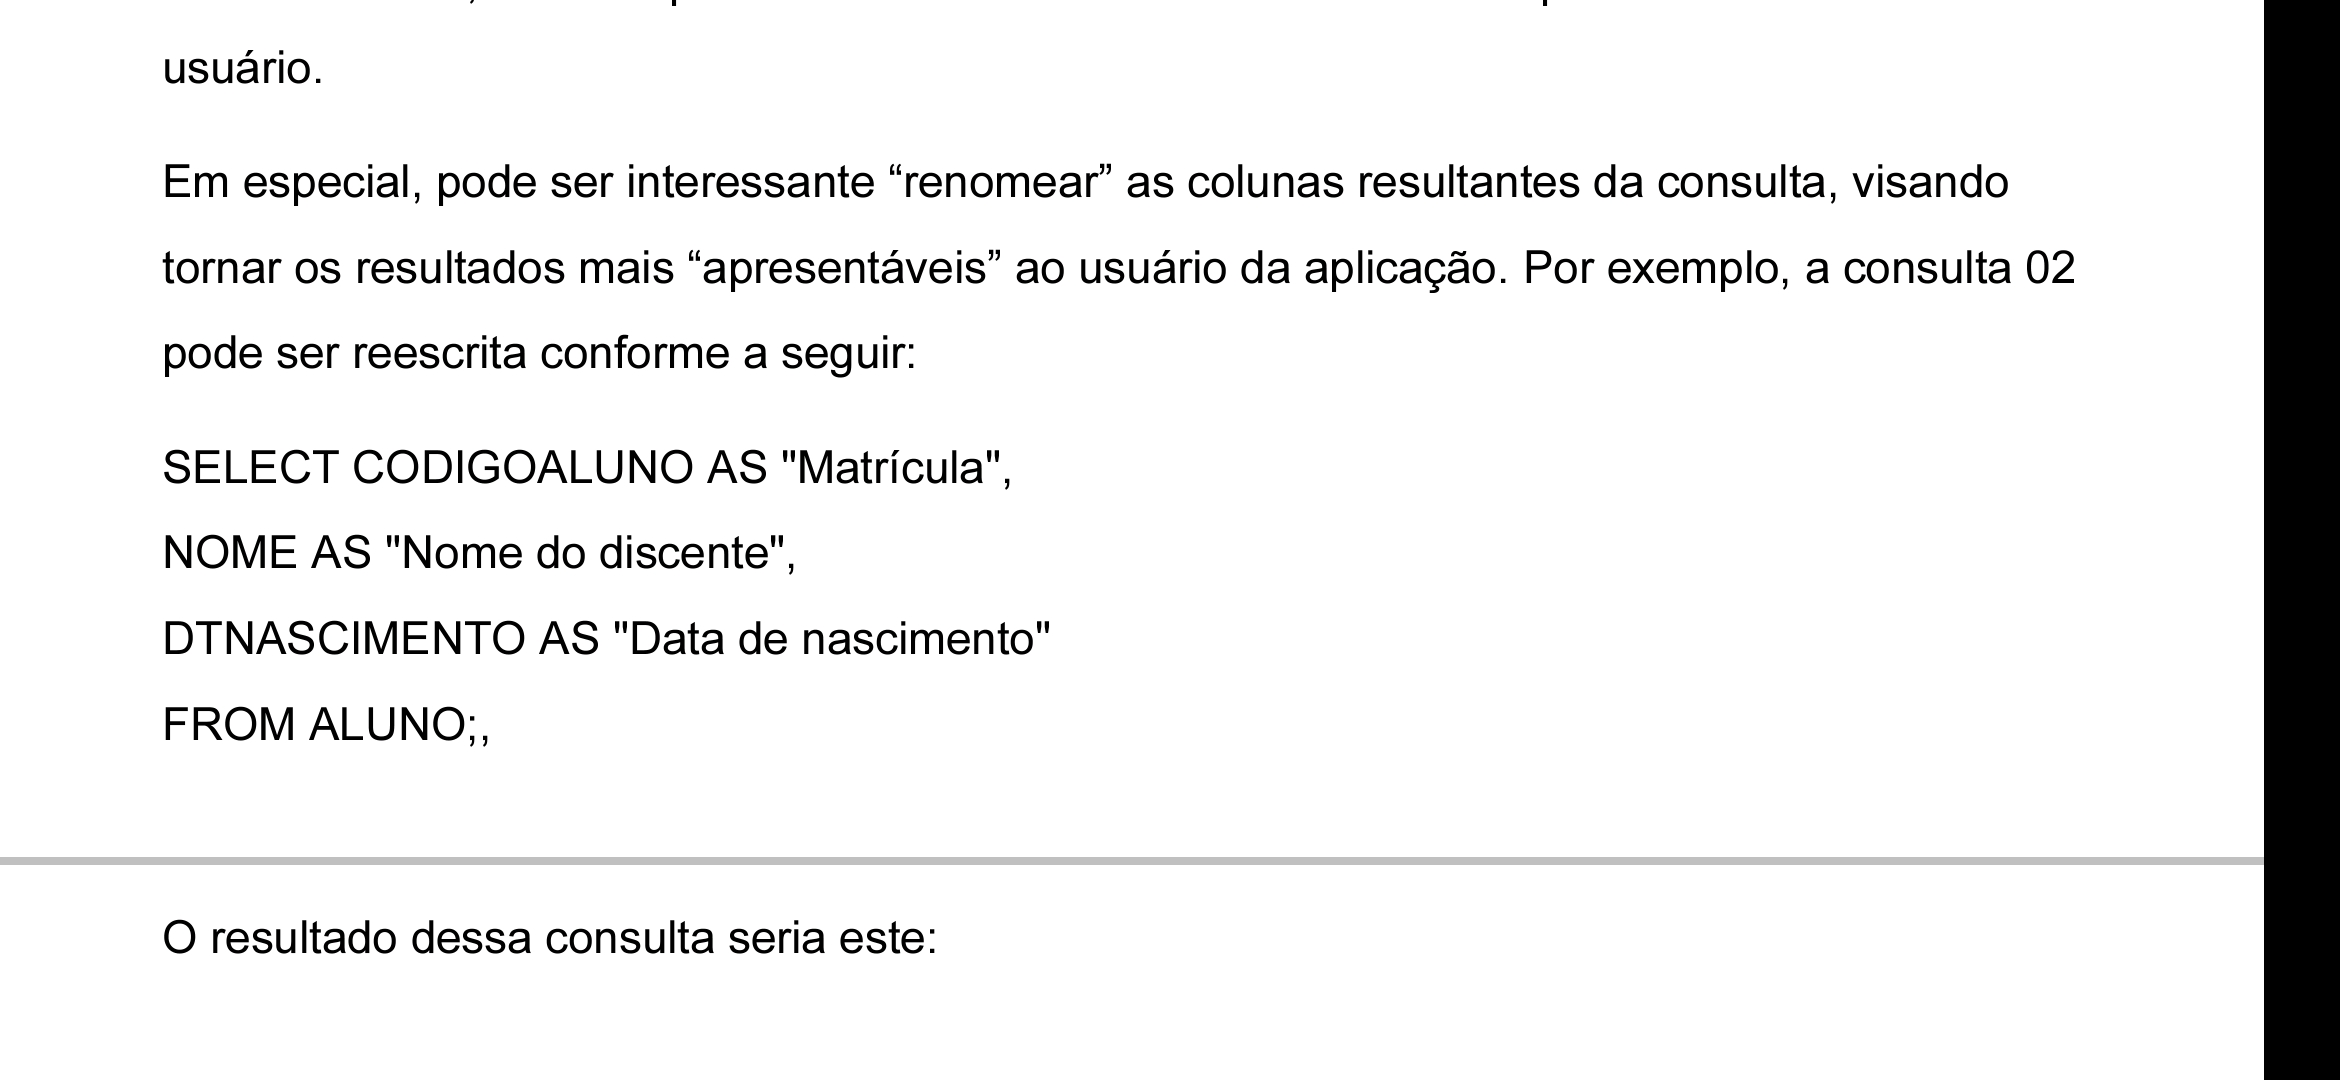 usuário.
Em especial, pode ser interessante “renomear” as colunas resultantes da consulta, visando
tornar os resultados mais “apresentáveis” ao usuário da aplicação. Por exemplo, a consulta 02
pode ser reescrita conforme a seguir:
SELECT CODIGOALUNO AS "Matrícula",
NOME AS "Nome do discente",
DTNASCIMENTO AS "Data de nascimento"
FROM ALUNO;,
O resultado dessa consulta seria este: